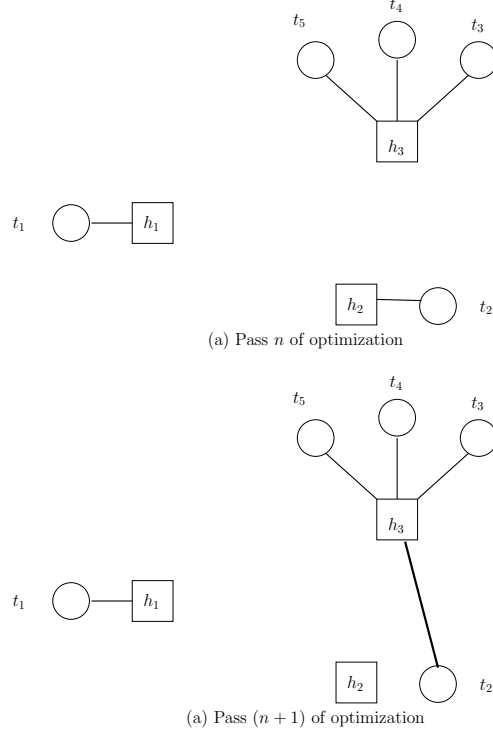 t₄
t₅ t₃
h₃
t₁ h₁
h₂ t₂
(a) Pass n of optimization
t₄
t₅ t₃
h₃
t₁ h₁
h₂ t₂
(a) Pass (n + 1) of optimization